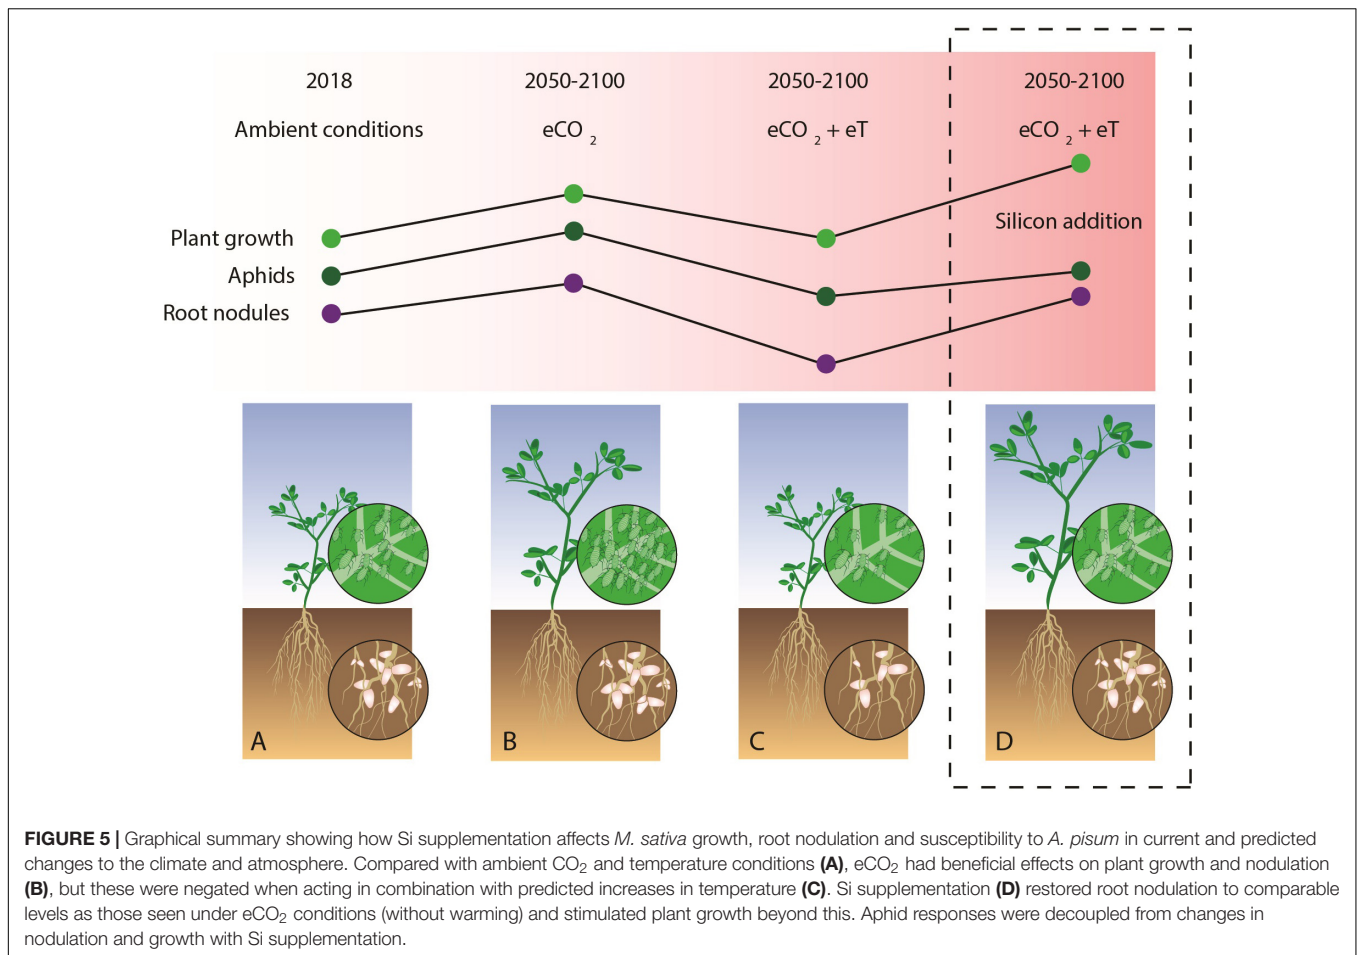 2018 2050-2100 2050-2100 2050-2100
Ambient conditions eCO₂ eCO₂ + eT eCO₂ + eT
Silicon addition
Plant growth
Aphids
Root nodules
A B C D
FIGURE 5 | Graphical summary showing how Si supplementation affects M. sativa growth, root nodulation and susceptibility to A. pisum in current and predicted
changes to the climate and atmosphere. Compared with ambient CO₂ and temperature conditions (A), eCO₂ had beneficial effects on plant growth and nodulation
(B), but these were negated when acting in combination with predicted increases in temperature (C). Si supplementation (D) restored root nodulation to comparable
levels as those seen under eCO₂ conditions (without warming) and stimulated plant growth beyond this. Aphid responses were decoupled from changes in
nodulation and growth with Si supplementation.